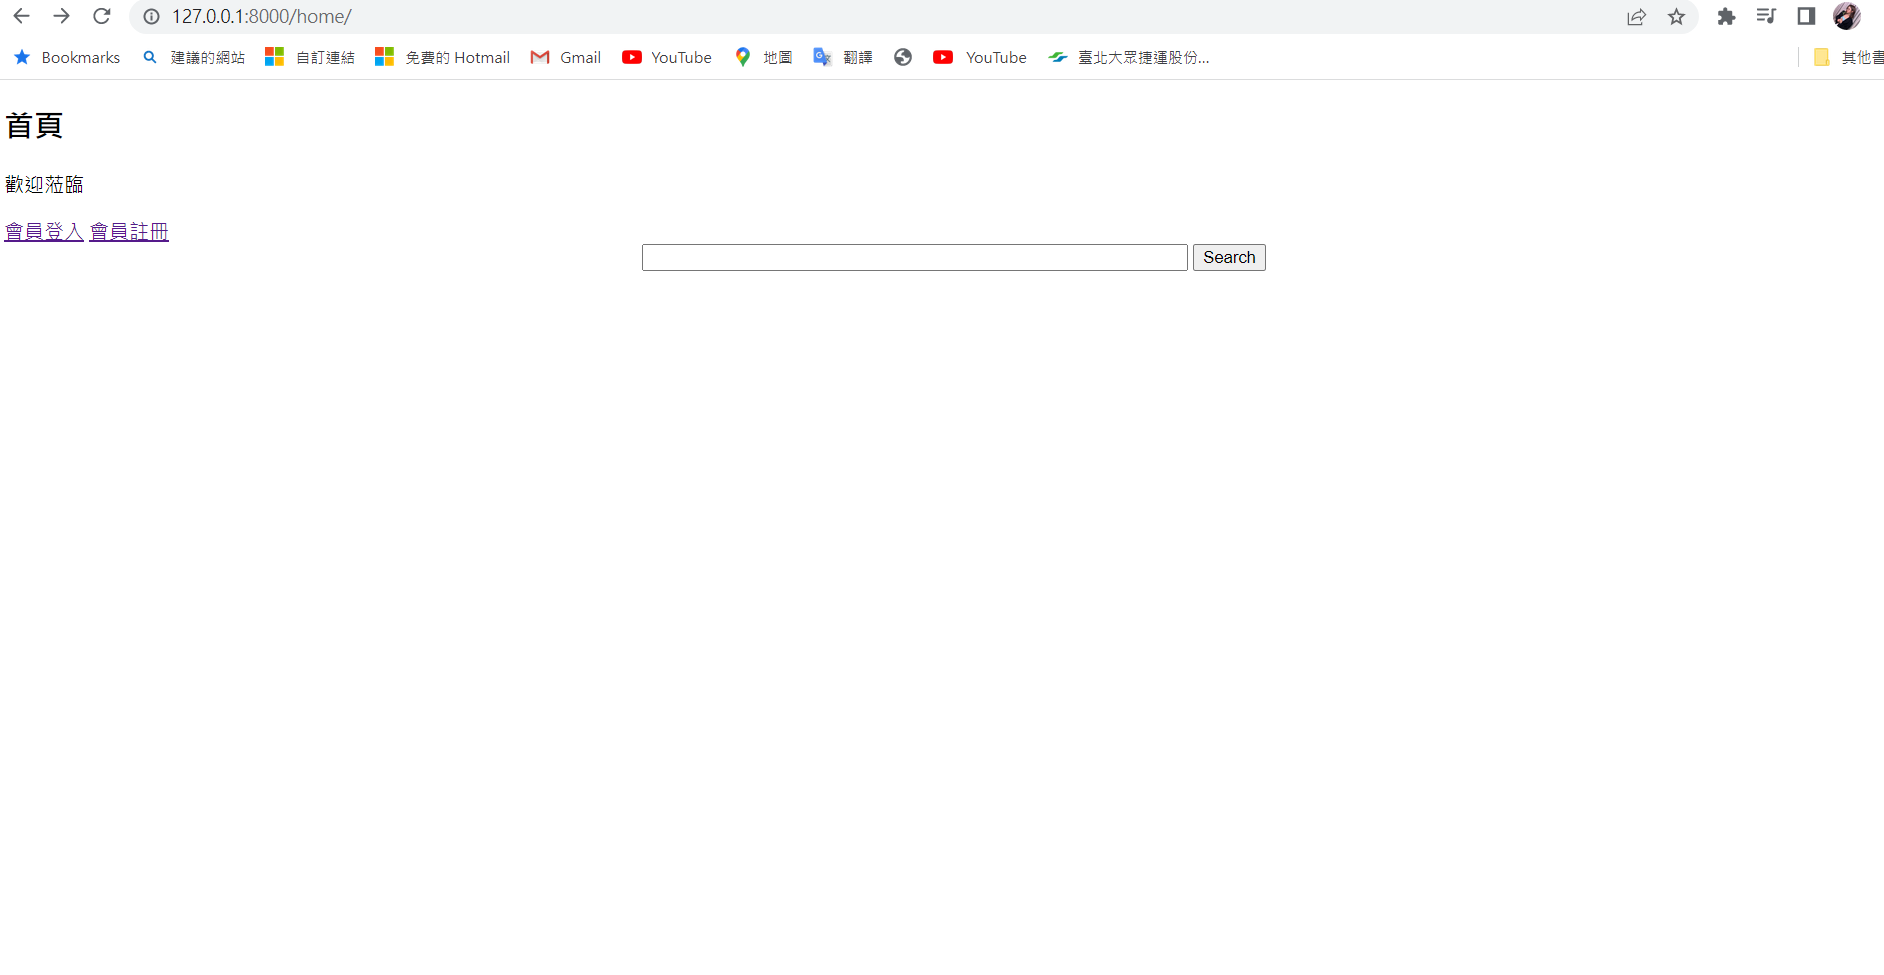 127.0.0.1:8000/home/
Bookmarks 建議的網站 自訂連結 免費的 Hotmail Gmail YouTube 地圖 翻譯 YouTube 臺北大眾捷運股份... 其他書
首頁
歡迎蒞臨
會員登入 會員註冊
Search